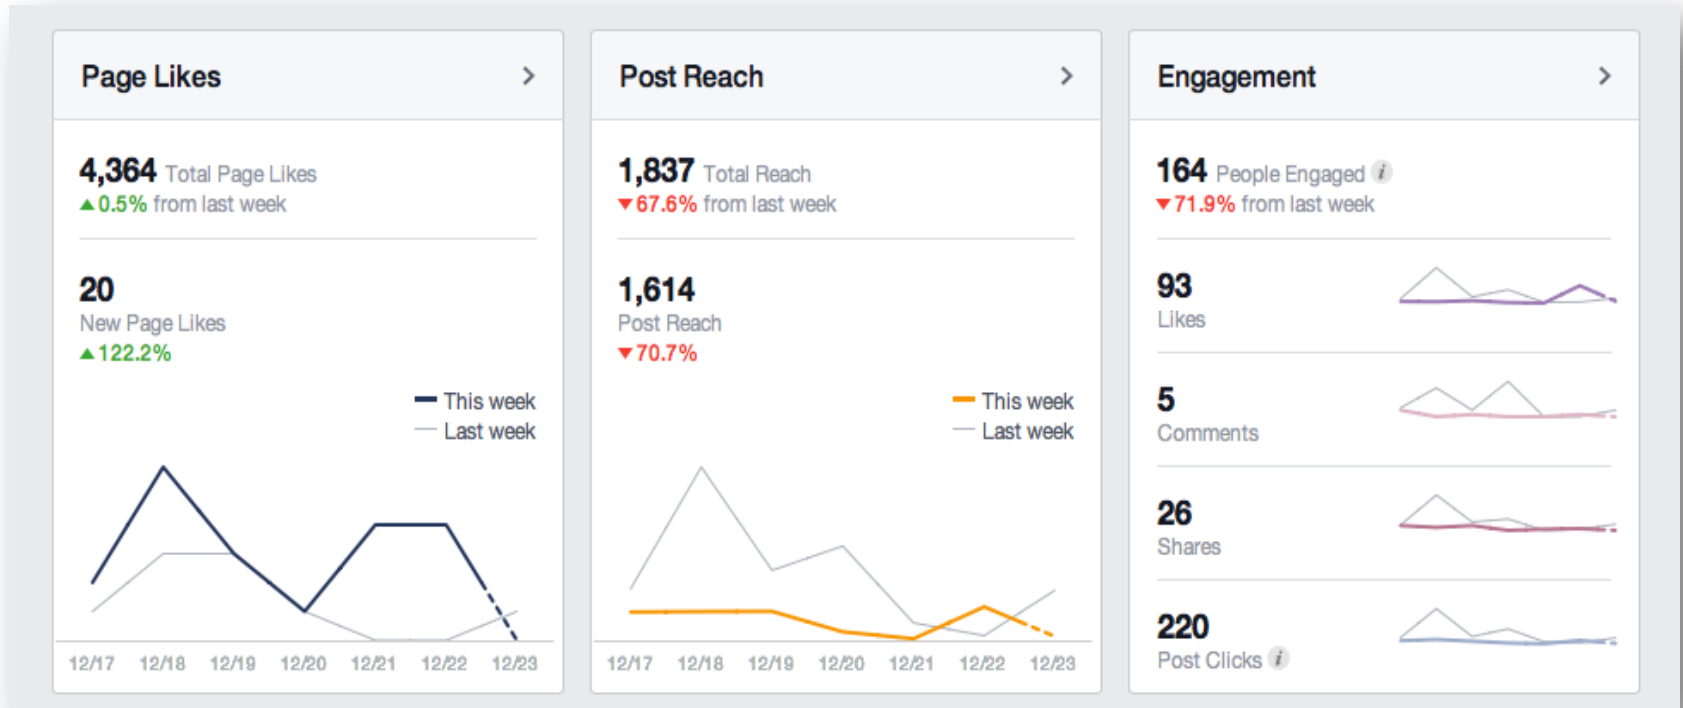 Page Likes
4,364 Total Page Likes
▲0.5% from last week
20
New Page Likes
▲122.2%
This week
Last week
12/17 12/18 12/19 12/20 12/21 12/22 12/23
Post Reach
1,837 Total Reach
▼67.6% from last week
1,614
Post Reach
▼70.7%
This week
Last week
12/17 12/18 12/19 12/20 12/21 12/22 12/23
Engagement
164 People Engaged i
▼71.9% from last week
93
Likes
5
Comments
26
Shares
220
Post Clicks i